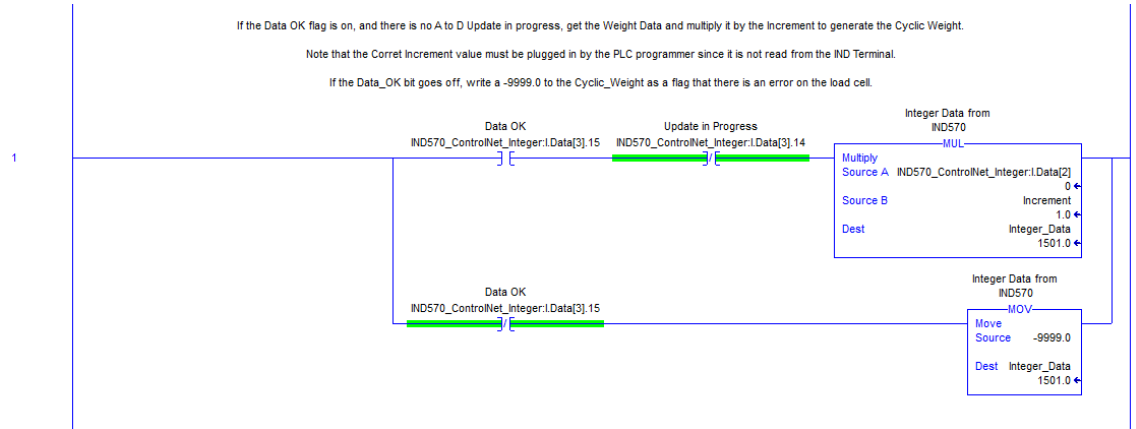 If the Data OK flag is on, and there is no A to D Update in progress, get the Weight Data and multiply it by the Increment to generate the Cyclic Weight.
Note that the Corret Increment value must be plugged in by the PLC programmer since it is not read from the IND Terminal.
If the Data_OK bit goes off, write a -9999.0 to the Cyclic_Weight as a flag that there is an error on the load cell.
Data OK
IND570_ControlNet_Integer:I.Data[3].15
Update in Progress
IND570_ControlNet_Integer:I.Data[3].14
Integer Data from
IND570
MUL
1
Multiply
Source A IND570_ControlNet_Integer:I.Data[2]
0
Source B Increment
1.0
Dest Integer_Data
1501.0
Data OK
IND570_ControlNet_Integer:I.Data[3].15
Integer Data from
IND570
MOV
Move
Source -9999.0
Dest Integer_Data
1501.0